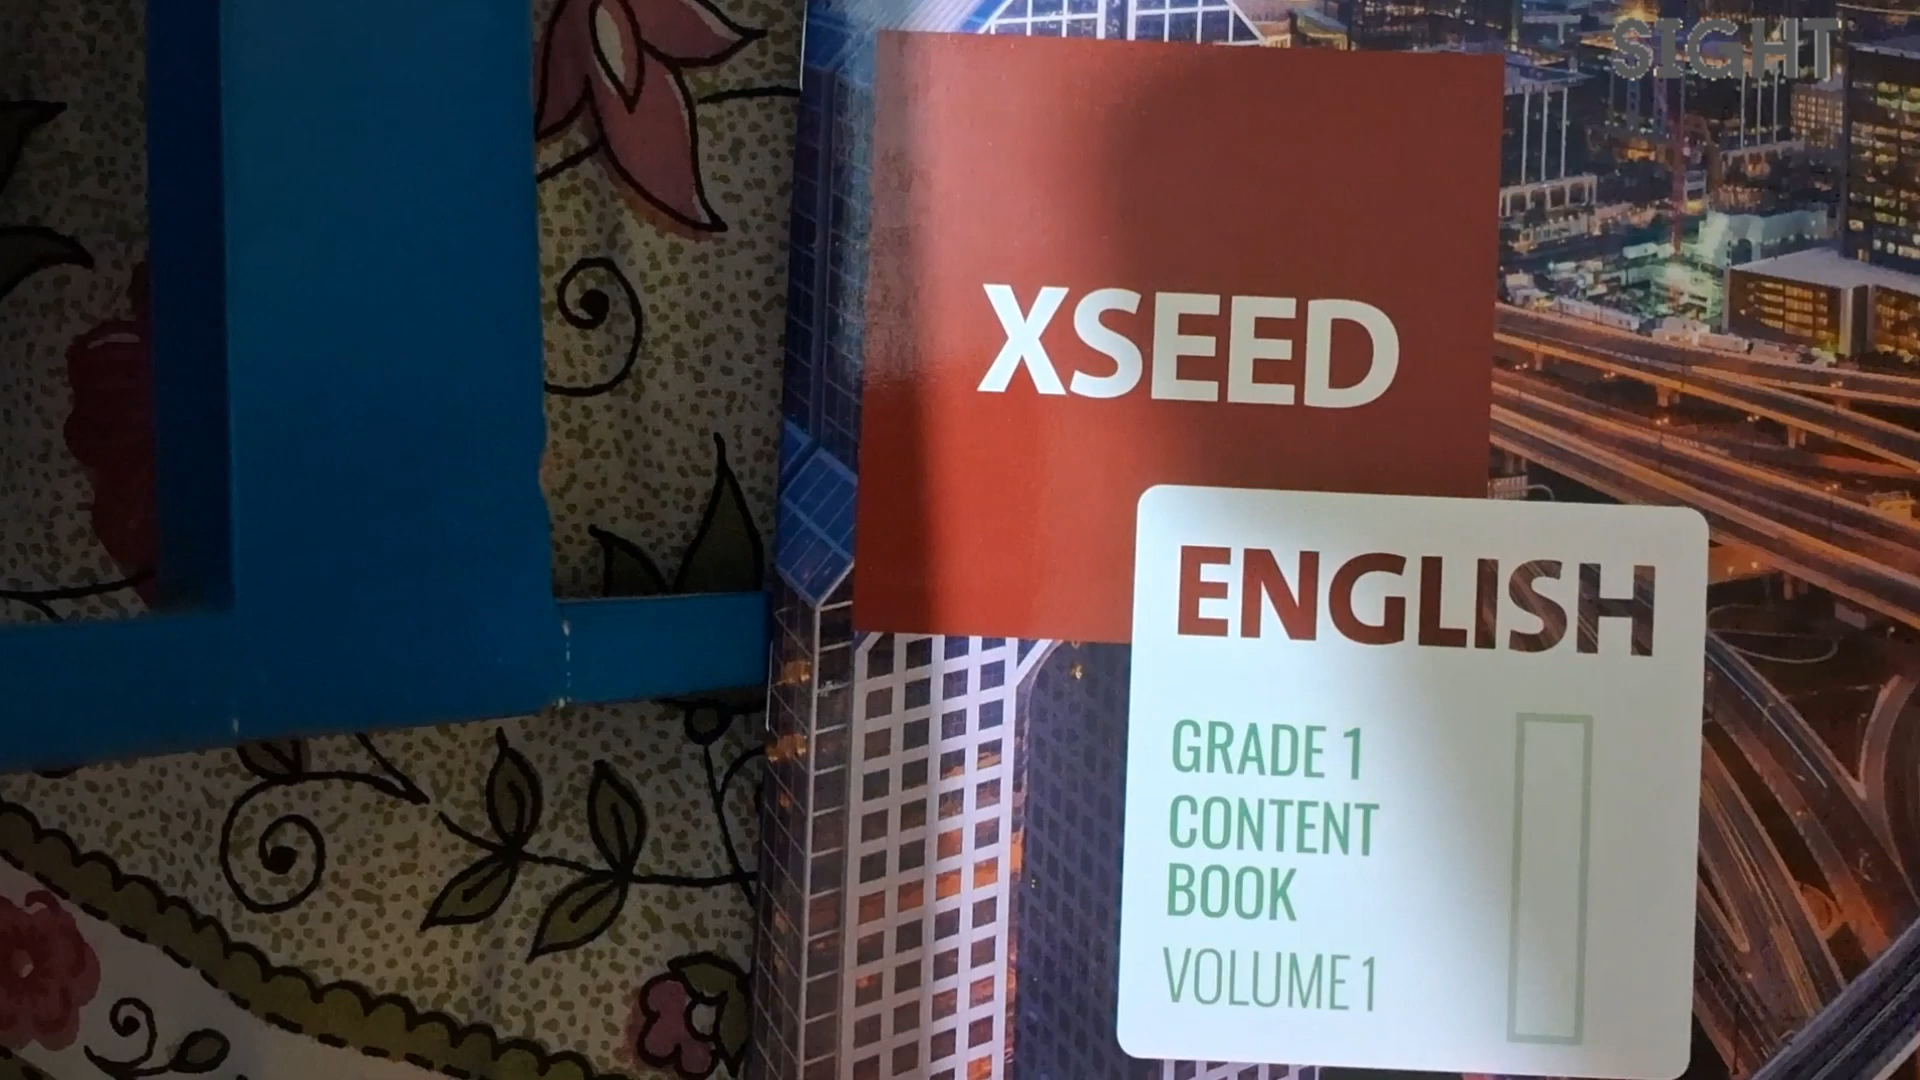 SIGHT
XSEED
ENGLISH
GRADE 1
CONTENT
BOOK
VOLUME 1